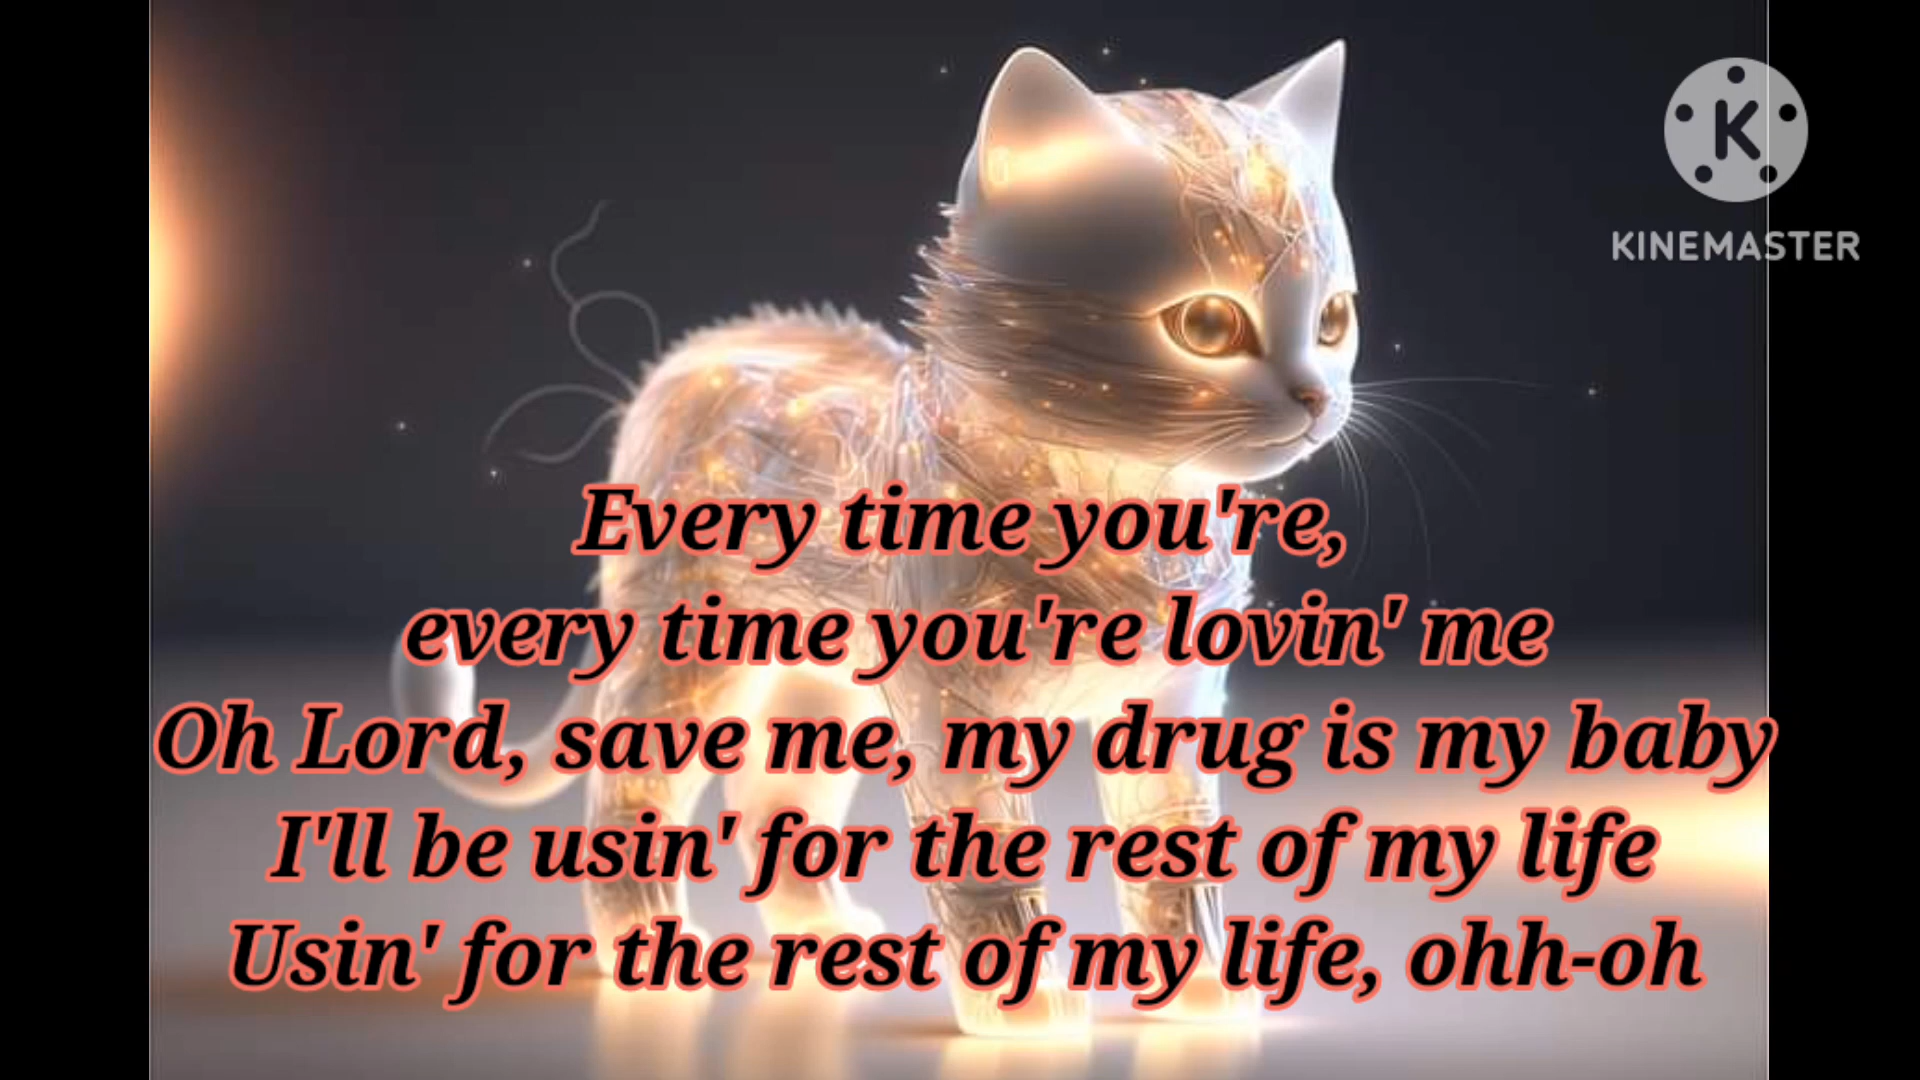 K
KINEMASTER
Every time you're,
every time you're lovin' me
Oh Lord, save me, my drug is my baby
I'll be usin' for the rest of my life
Usin' for the rest of my life, ohh-oh